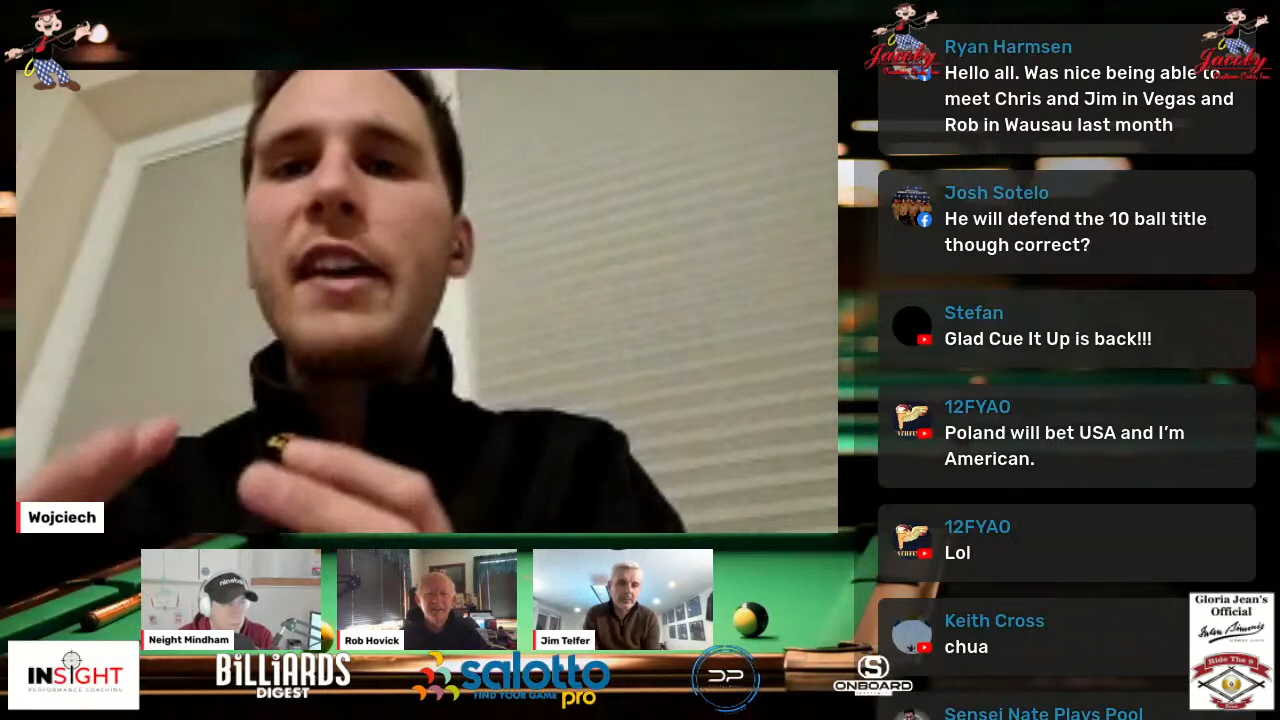 Jacoby
Jacoby
Ryan Harmsen
Hello all. Was nice being able to
meet Chris and Jim in Vegas and
Rob in Wausau last month
Josh Sotelo
He will defend the 10 ball title
though correct?
Stefan
Glad Cue It Up is back!!!
12FYAO
Poland will bet USA and I’m
American.
12FYAO
Lol
Keith Cross
chua
Sensei Nate Plays Pool
Wojciech
Neight Mindham
Rob Hovick
Jim Telfer
INSIGHT
PERFORMANCE COACHING
BILLIARDS
DIGEST
salotto
FIND YOUR GAME
pro
DP
S
ONBOARD
Gloria Jean's
Official
Ride The 9